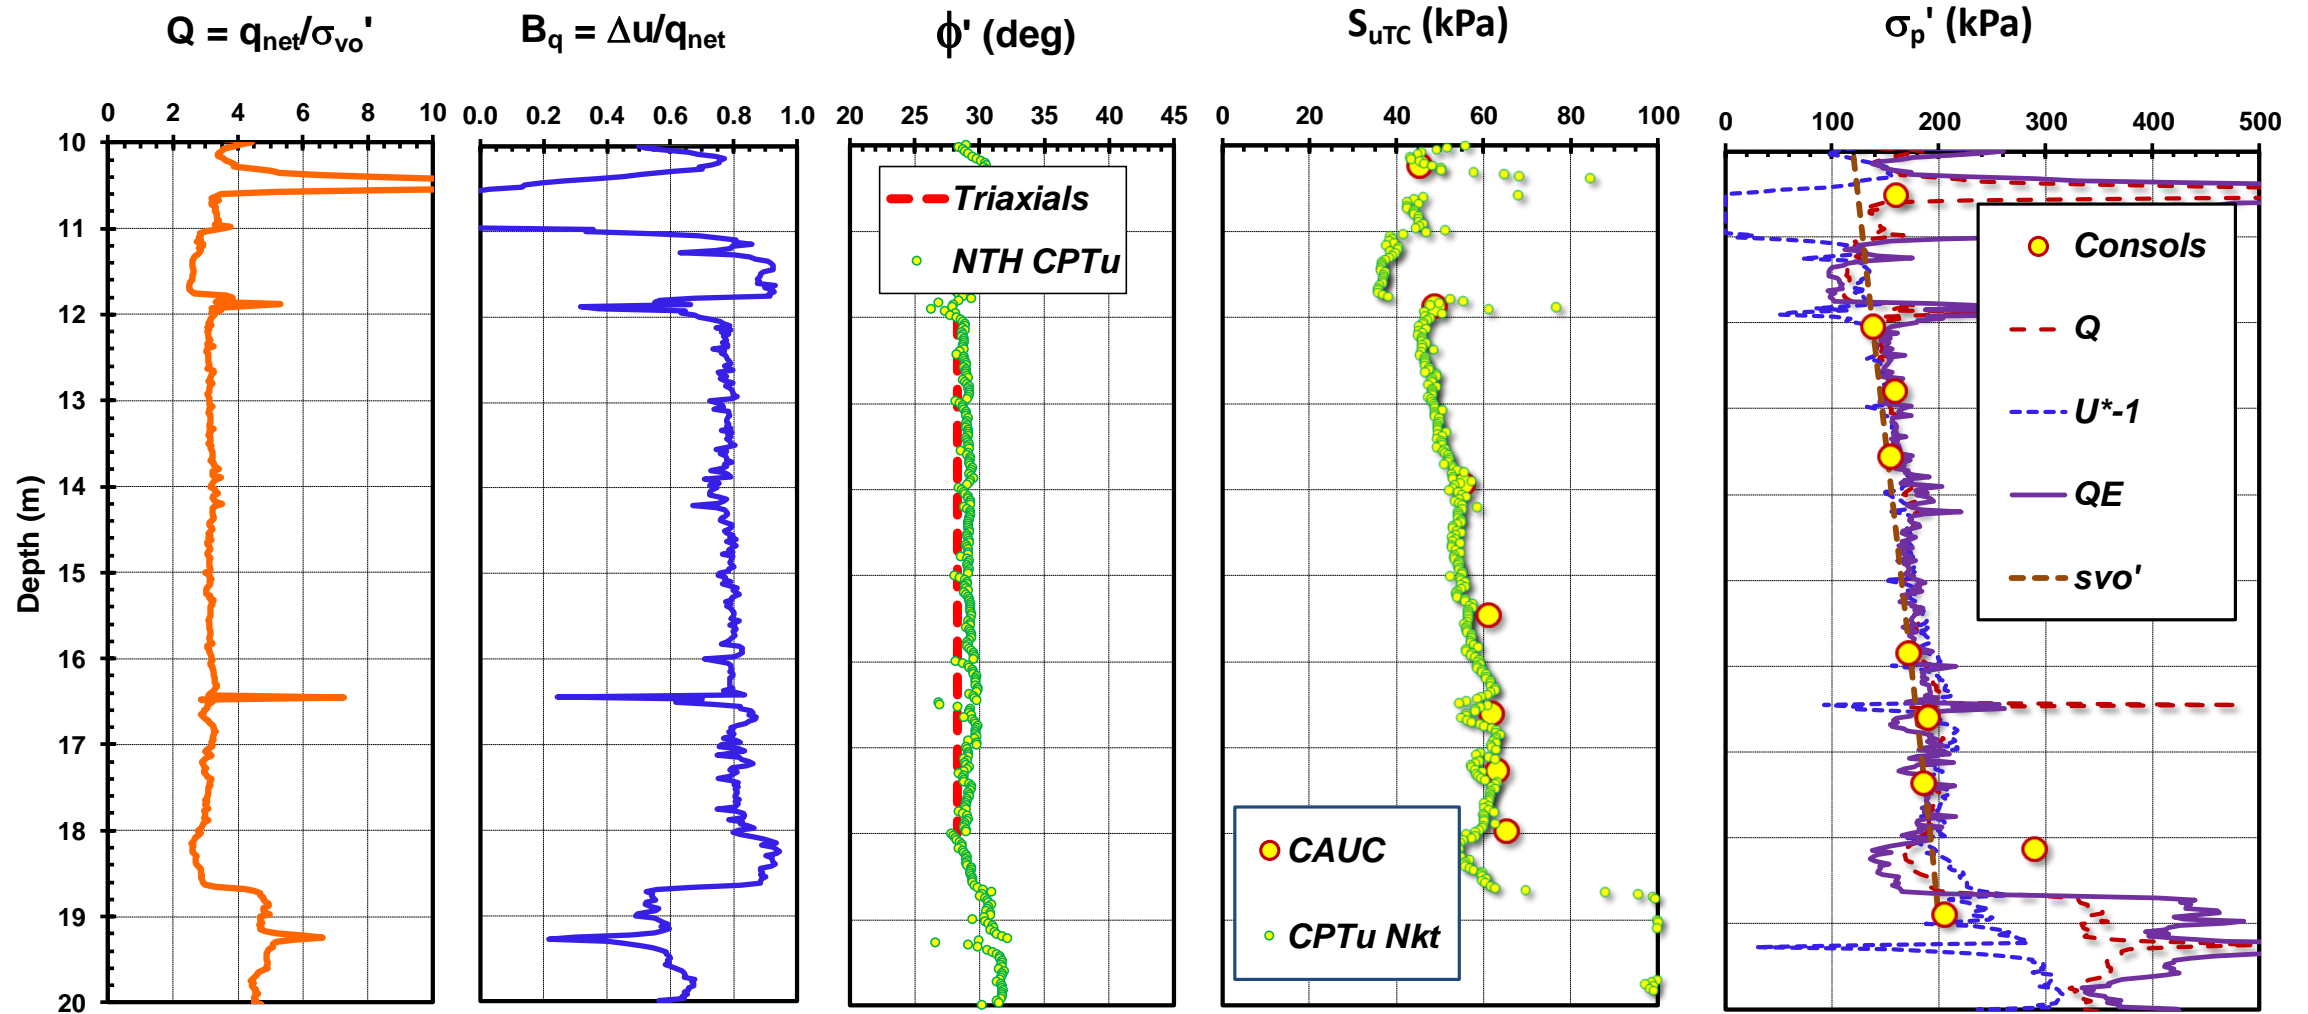 Q = qnet/σvo'
Bq = Δu/qnet
ϕ' (deg)
SuTC (kPa)
σp' (kPa)
0 2 4 6 8 10
0.0 0.2 0.4 0.6 0.8 1.0
20 25 30 35 40 45
0 20 40 60 80 100
0 100 200 300 400 500
Depth (m)
10
11
12
13
14
15
16
17
18
19
20
Triaxials
NTH CPTu
CAUC
CPTu Nkt
Consols
Q
U*-1
QE
svo'